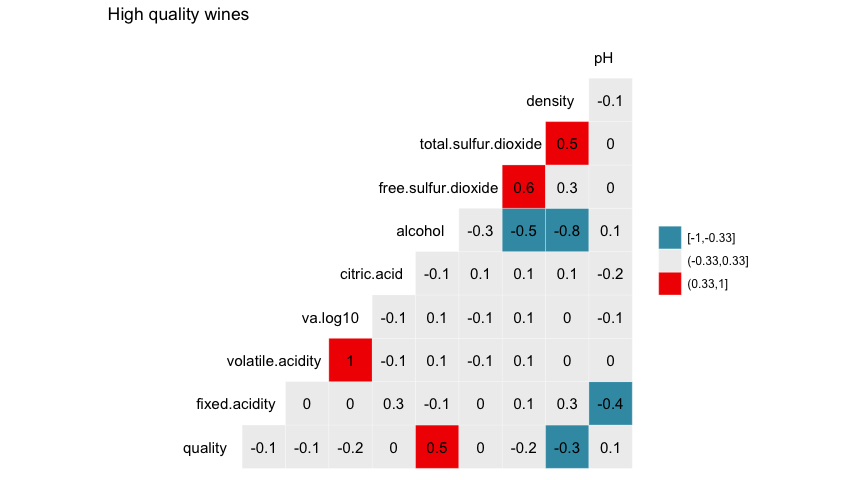 High quality wines
pH
density -0.1
total.sulfur.dioxide 0.5 0
free.sulfur.dioxide 0.6 0.3 0
alcohol -0.3 -0.5 -0.8 0.1
[-1,-0.33]
(-0.33,0.33]
(0.33,1]
citric.acid -0.1 0.1 0.1 0.1 -0.2
va.log10 -0.1 0.1 -0.1 0.1 0 -0.1
volatile.acidity 1 -0.1 0.1 -0.1 0.1 0 0
fixed.acidity 0 0 0.3 -0.1 0 0.1 0.3 -0.4
quality -0.1 -0.1 -0.2 0 0.5 0 -0.2 -0.3 0.1